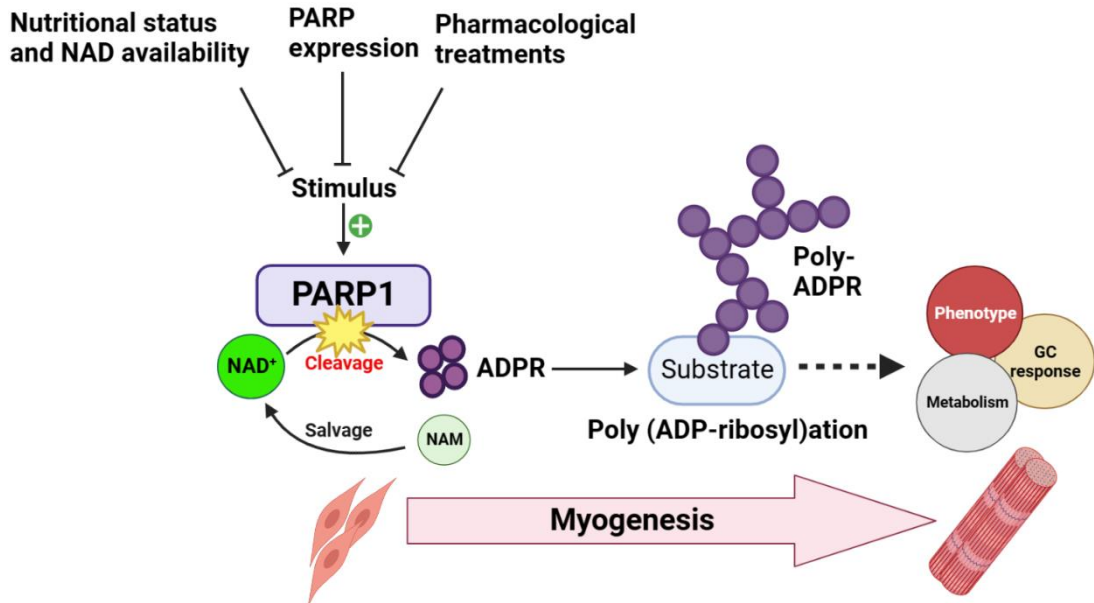 Nutritional status
and NAD availability
PARP
expression
Pharmacological
treatments
Stimulus
+
PARP1
NAD⁺
Cleavage
ADPR
Salvage
NAM
Poly-
ADPR
Substrate
Poly (ADP-ribosyl)ation
Phenotype
GC
response
Metabolism
Myogenesis